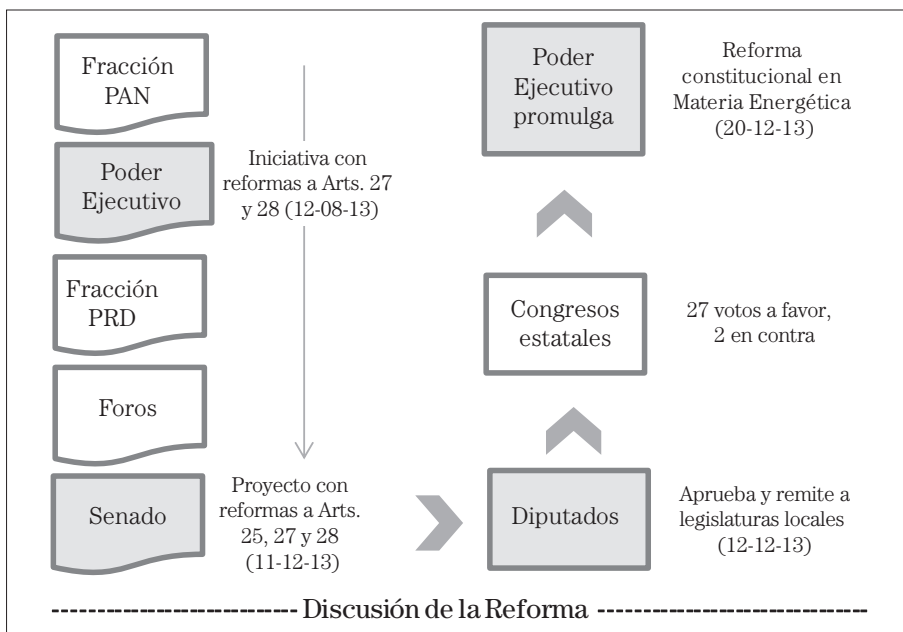 Fracción
PAN
Poder
Ejecutivo
Iniciativa con
reformas a Arts. 27
y 28 (12-08-13)
Fracción
PRD
Foros
Senado
Proyecto con
reformas a Arts.
25, 27 y 28
(11-12-13)
Diputados
Aprueba y remite a
legislaturas locales
(12-12-13)
Congresos
estatales
27 votos a favor,
2 en contra
Poder
Ejecutivo
promulga
Reforma
constitucional en
Materia Energética
(20-12-13)
Discusión de la Reforma